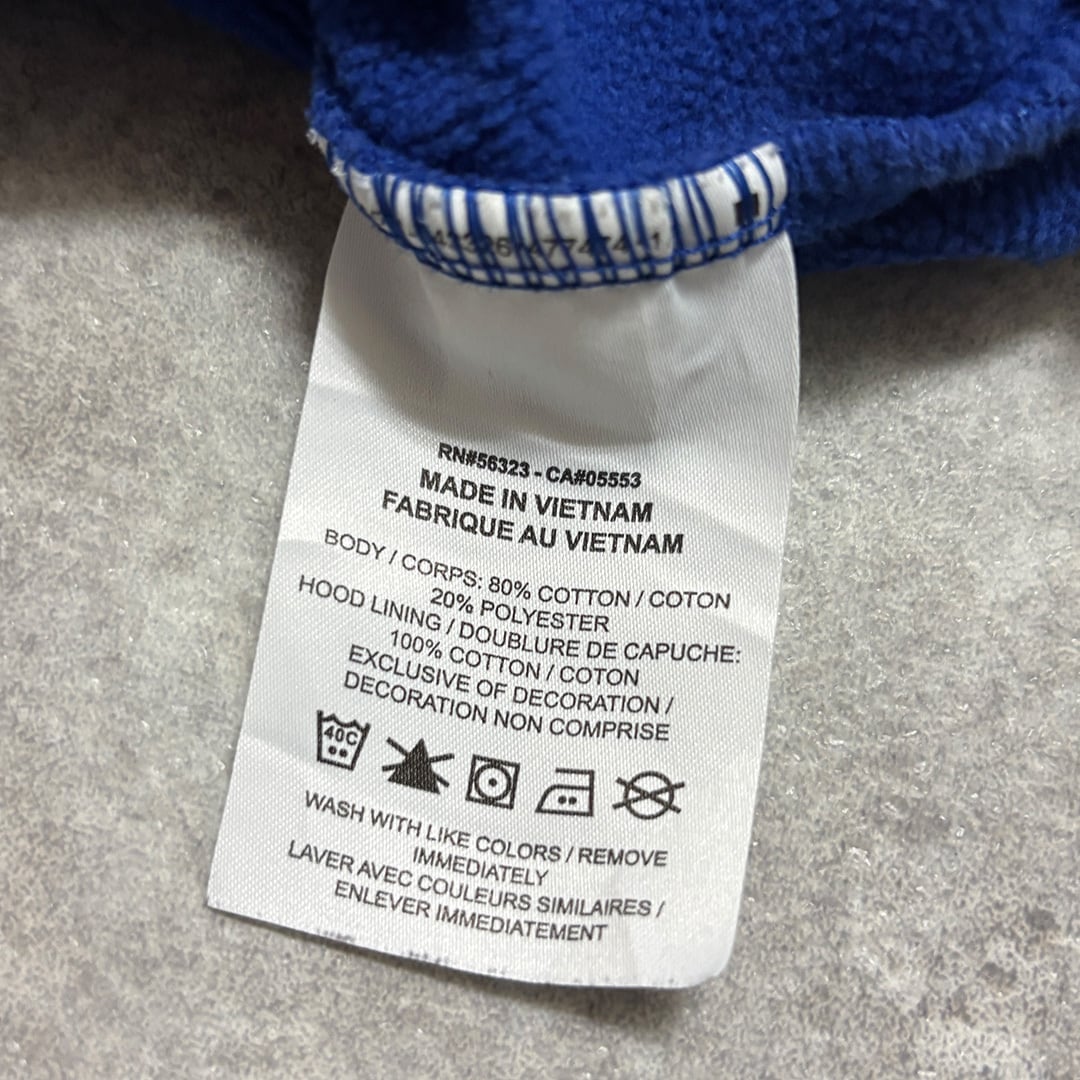 477474-1
RN#56323 - CA#05553
MADE IN VIETNAM
FABRIQUE AU VIETNAM
BODY / CORPS: 80% COTTON / COTON
20% POLYESTER
HOOD LINING / DOUBLURE DE CAPUCHE:
100% COTTON / COTON
EXCLUSIVE OF DECORATION /
DECORATION NON COMPRISE
40C
WASH WITH LIKE COLORS / REMOVE
IMMEDIATELY
LAVER AVEC COULEURS SIMILAIRES /
ENLEVER IMMEDIATEMENT